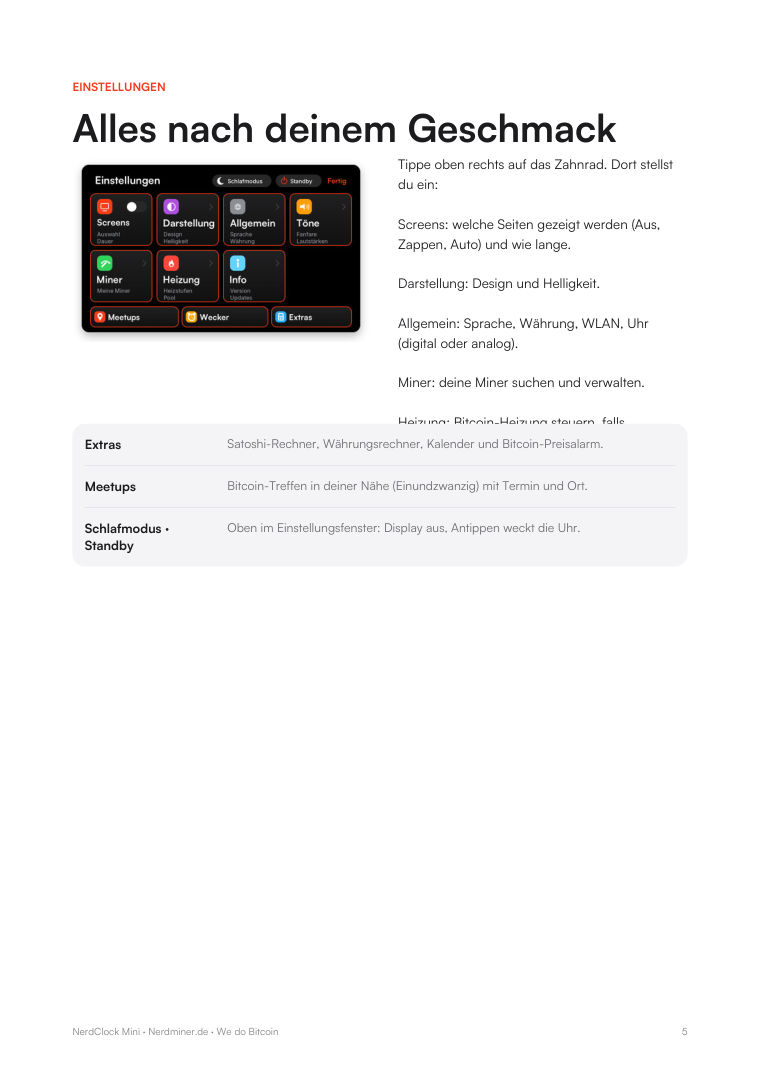 EINSTELLUNGEN
Alles nach deinem Geschmack
Einstellungen
Schlafmodus
Standby
Fertig
Screens
Auswahl
Dauer
Darstellung
Design
Helligkeit
Allgemein
Sprache
Währung
Töne
Fanfare
Lautstärken
Miner
Meine Miner
Heizung
Heizstufen
Pool
Info
Version
Updates
Meetups
Wecker
Extras
Tippe oben rechts auf das Zahnrad. Dort stellst
du ein:
Screens: welche Seiten gezeigt werden (Aus,
Zappen, Auto) und wie lange.
Darstellung: Design und Helligkeit.
Allgemein: Sprache, Währung, WLAN, Uhr
(digital oder analog).
Miner: deine Miner suchen und verwalten.
Heizung: Bitcoin-Heizung steuern, falls
Extras
Satoshi-Rechner, Währungsrechner, Kalender und Bitcoin-Preisalarm.
Meetups
Bitcoin-Treffen in deiner Nähe (Einundzwanzig) mit Termin und Ort.
Schlafmodus ·
Standby
Oben im Einstellungsfenster: Display aus, Antippen weckt die Uhr.
NerdClock Mini · Nerdminer.de · We do Bitcoin
5